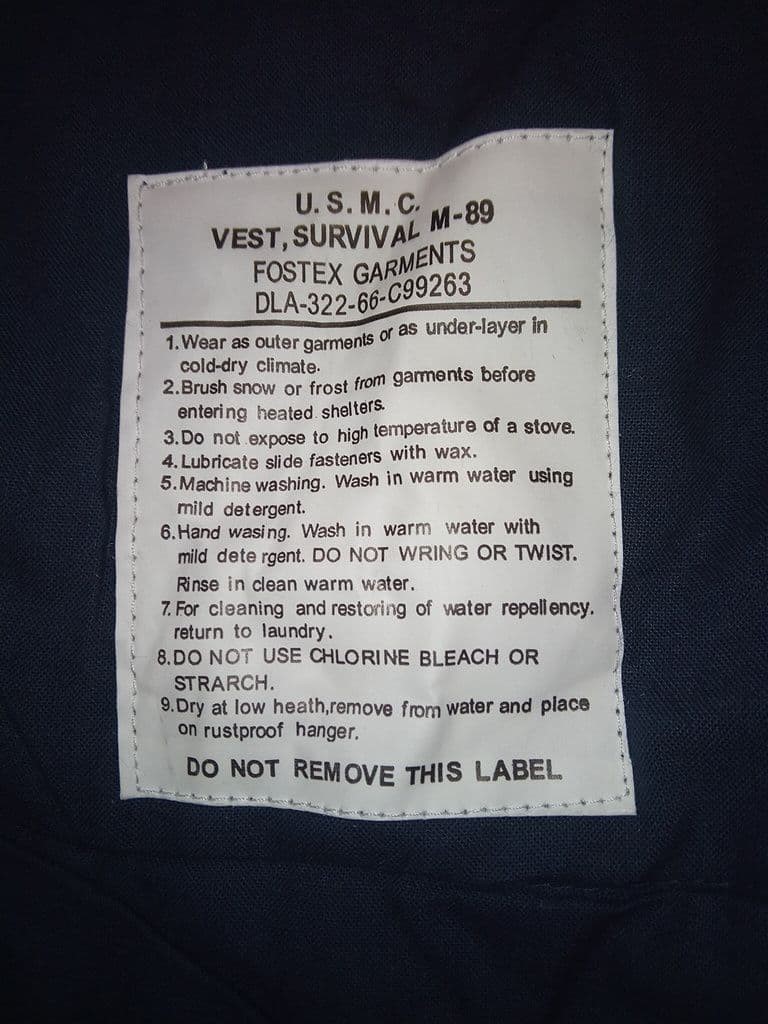 U. S. M. C.
VEST, SURVIVAL M-89
FOSTEX GARMENTS
DLA-322-66-C99263
1.Wear as outer garments or as under-layer in
cold-dry climate.
2.Brush snow or frost from garments before
entering heated shelters.
3.Do not expose to high temperature of a stove.
4.Lubricate slide fasteners with wax.
5.Machine washing. Wash in warm water using
mild detergent.
6.Hand wasing. Wash in warm water with
mild dete rgent. DO NOT WRING OR TWIST.
Rinse in clean warm water.
7. For cleaning and restoring of water repellency.
return to laundry.
8.DO NOT USE CHLORINE BLEACH OR
STRARCH.
9.Dry at low heath,remove from water and place
on rustproof hanger.
DO NOT REMOVE THIS LABEL